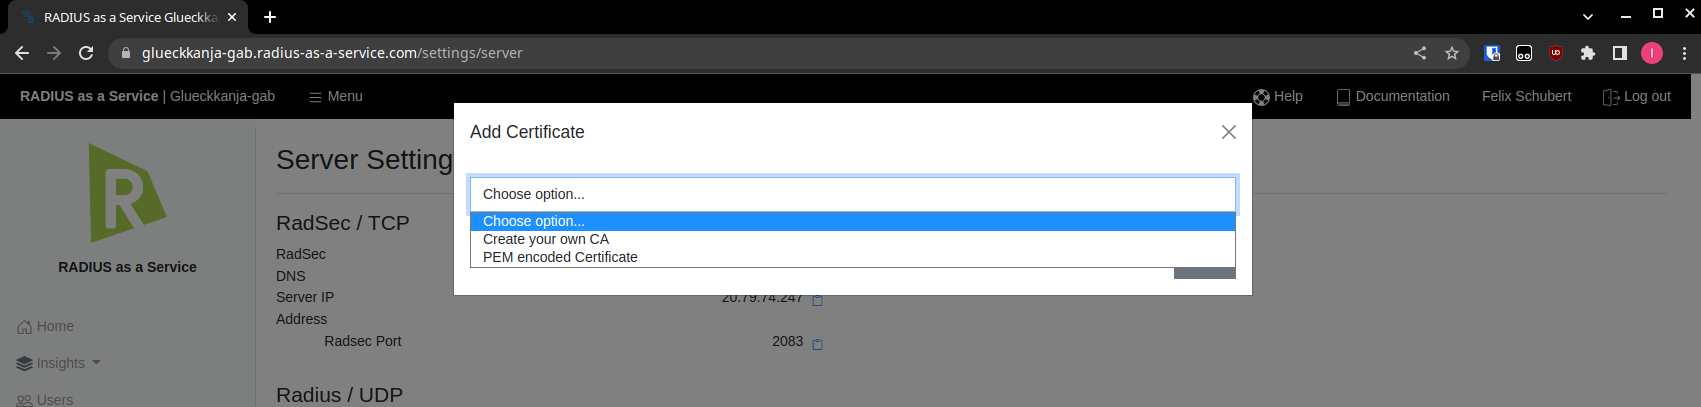 RADIUS as a Service Glueckka
glueckkanja-gab.radius-as-a-service.com/settings/server
I
RADIUS as a Service | Glueckkanja-gab
Menu
Help
Documentation
Felix Schubert
Log out
Add Certificate
R
Server Setting
Choose option...
Choose option...
Create your own CA
PEM encoded Certificate
RadSec / TCP
RADIUS as a Service
RadSec
DNS
Server IP 20.79.74.247
Address
Radsec Port 2083
Home
Insights
Radius / UDP
Users